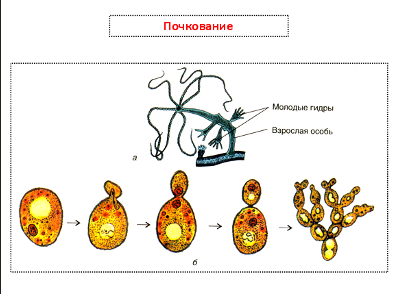 Почкование
Молодые гидры
Взрослая особь
а
б